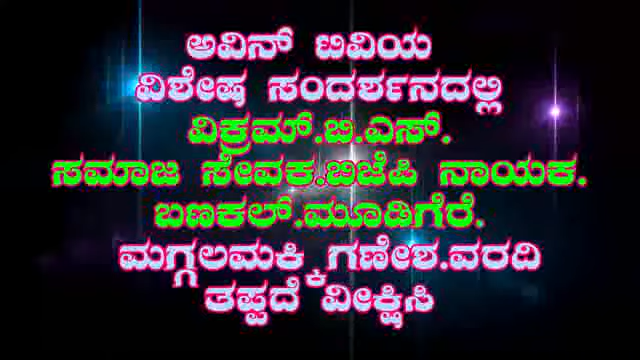 ಅವಿನ್ ಟಿವಿಯ
ವಿಶೇಷ ಸಂದರ್ಶನದಲ್ಲಿ
ವಿಕ್ರಮ್.ಬಿ.ಎಸ್.
ಸಮಾಜ ಸೇವಕ.ಬಿಜೆಪಿ ನಾಯಕ.
ಬಣಕಲ್.ಮೂಡಿಗೆರೆ.
ಮಗ್ಗಲಮಕ್ಕಿಗಣೇಶ.ವರದಿ
ತಪ್ಪದೆ ವೀಕ್ಷಿಸಿ